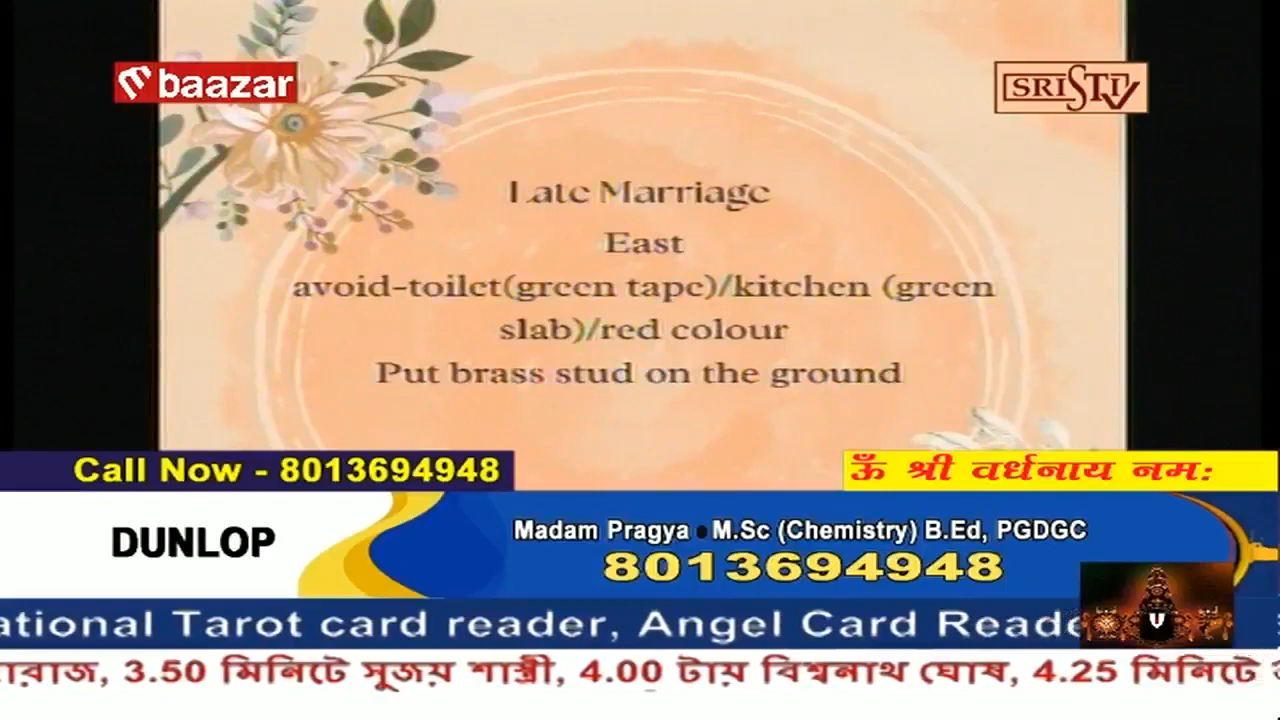 m baazar
SRISTI TV
Late Marriage
East
avoid-toilet(green tape)/kitchen (green
slab)/red colour
Put brass stud on the ground
Call Now - 8013694948
ॐ श्री वर्धनाय नमः
DUNLOP
Madam Pragya • M.Sc (Chemistry) B.Ed, PGDGC
8013694948
ational Tarot card reader, Angel Card Reade
ারাজ, 3.50 মিনিটে সুজয় শাস্ত্রী, 4.00 টায় বিশ্বনাথ ঘোষ, 4.25 মিনিটে